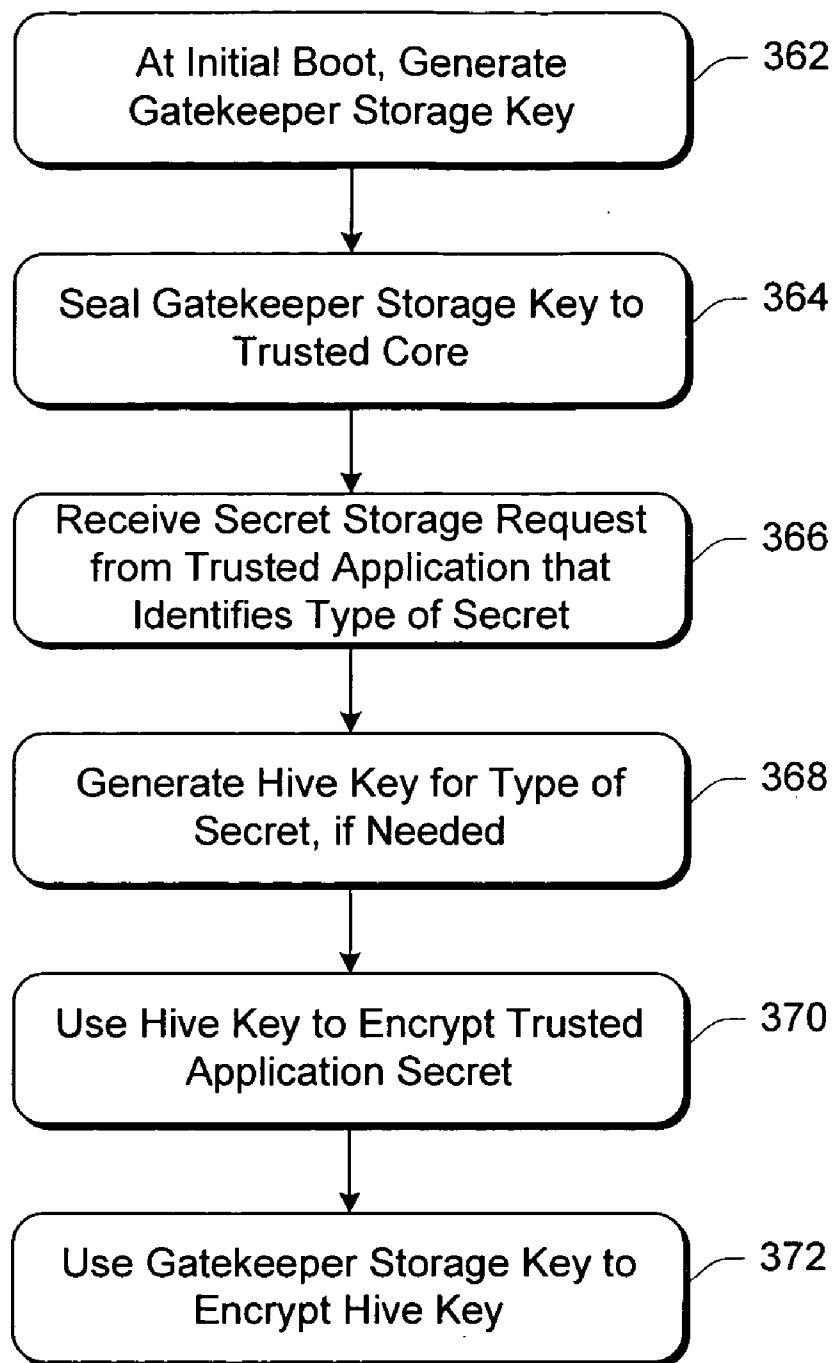 At Initial Boot, Generate
Gatekeeper Storage Key
362
Seal Gatekeeper Storage Key to
Trusted Core
364
Receive Secret Storage Request
from Trusted Application that
Identifies Type of Secret
366
Generate Hive Key for Type of
Secret, if Needed
368
Use Hive Key to Encrypt Trusted
Application Secret
370
Use Gatekeeper Storage Key to
Encrypt Hive Key
372